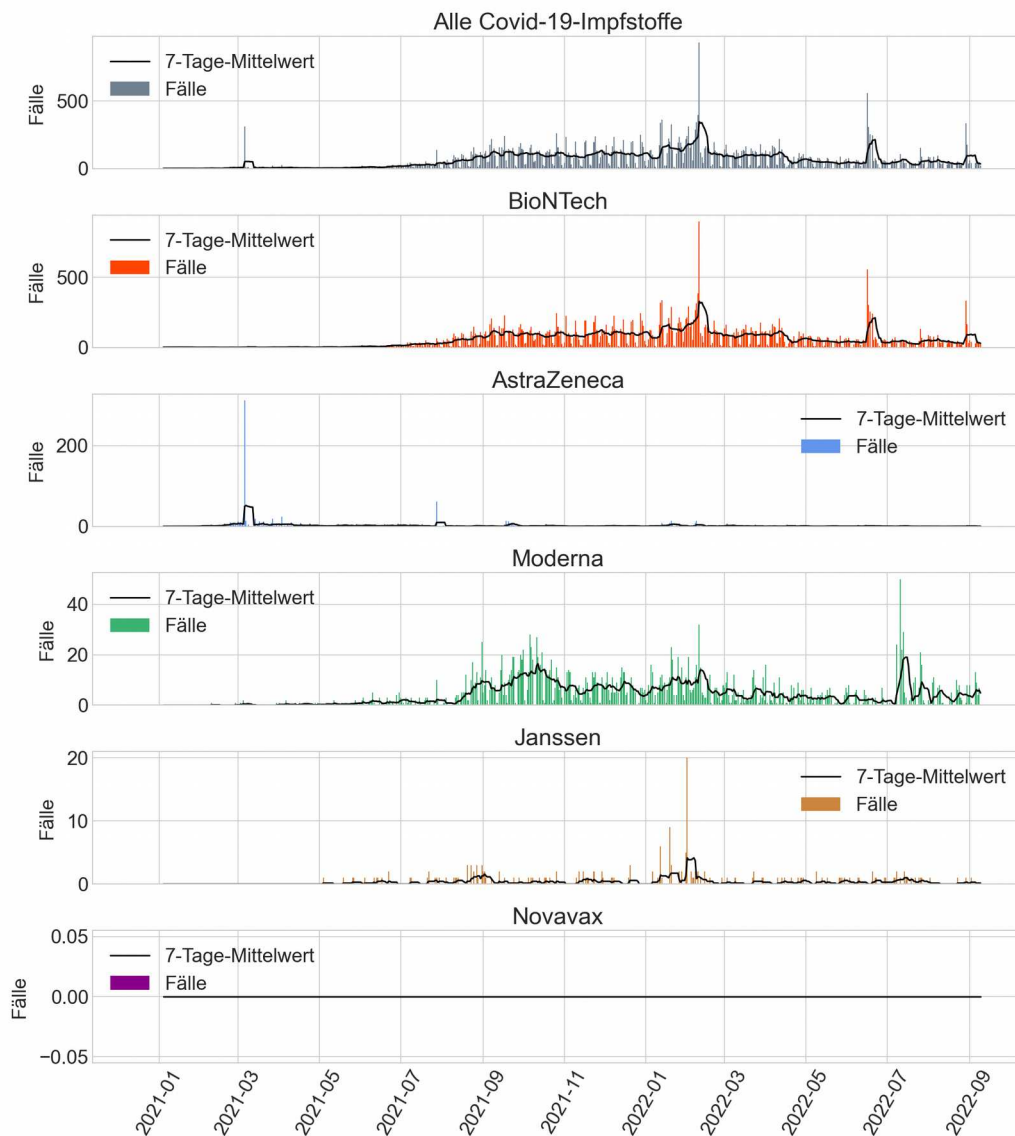 Alle Covid-19-Impfstoffe
7-Tage-Mittelwert
Fälle
Fälle
500
0
BioNTech
7-Tage-Mittelwert
Fälle
Fälle
500
0
AstraZeneca
7-Tage-Mittelwert
Fälle
Fälle
200
0
Moderna
7-Tage-Mittelwert
Fälle
Fälle
40
20
0
Janssen
7-Tage-Mittelwert
Fälle
Fälle
20
10
0
Novavax
7-Tage-Mittelwert
Fälle
Fälle
0.05
0.00
−0.05
2021-01
2021-03
2021-05
2021-07
2021-09
2021-11
2022-01
2022-03
2022-05
2022-07
2022-09